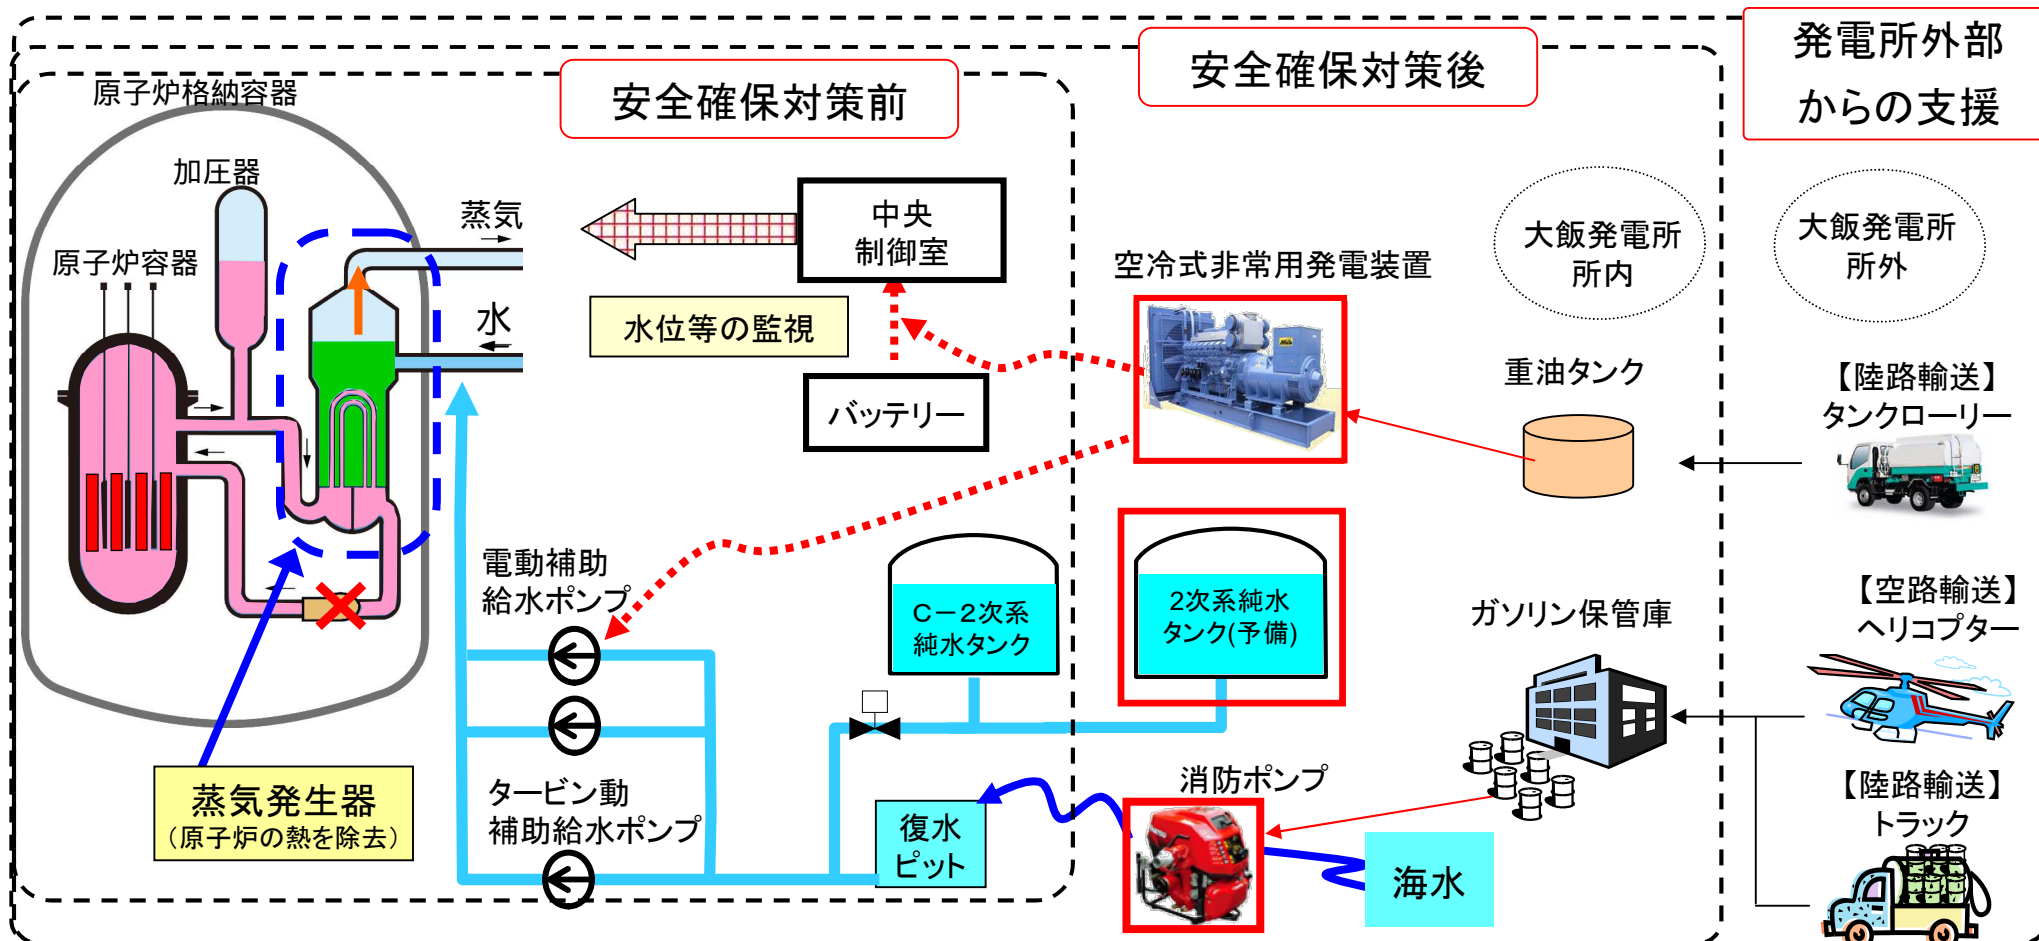 発電所外部
からの支援
安全確保対策後
安全確保対策前
原子炉格納容器
加圧器
蒸気
中央
制御室
大飯発電所
所内
大飯発電所
所外
原子炉容器
空冷式非常用発電装置
水
水位等の監視
重油タンク
【陸路輸送】
タンクローリー
バッテリー
電動補助
給水ポンプ
C－2次系
純水タンク
2次系純水
タンク(予備)
ガソリン保管庫
【空路輸送】
ヘリコプター
蒸気発生器
(原子炉の熱を除去)
タービン動
補助給水ポンプ
消防ポンプ
【陸路輸送】
トラック
復水
ピット
海水